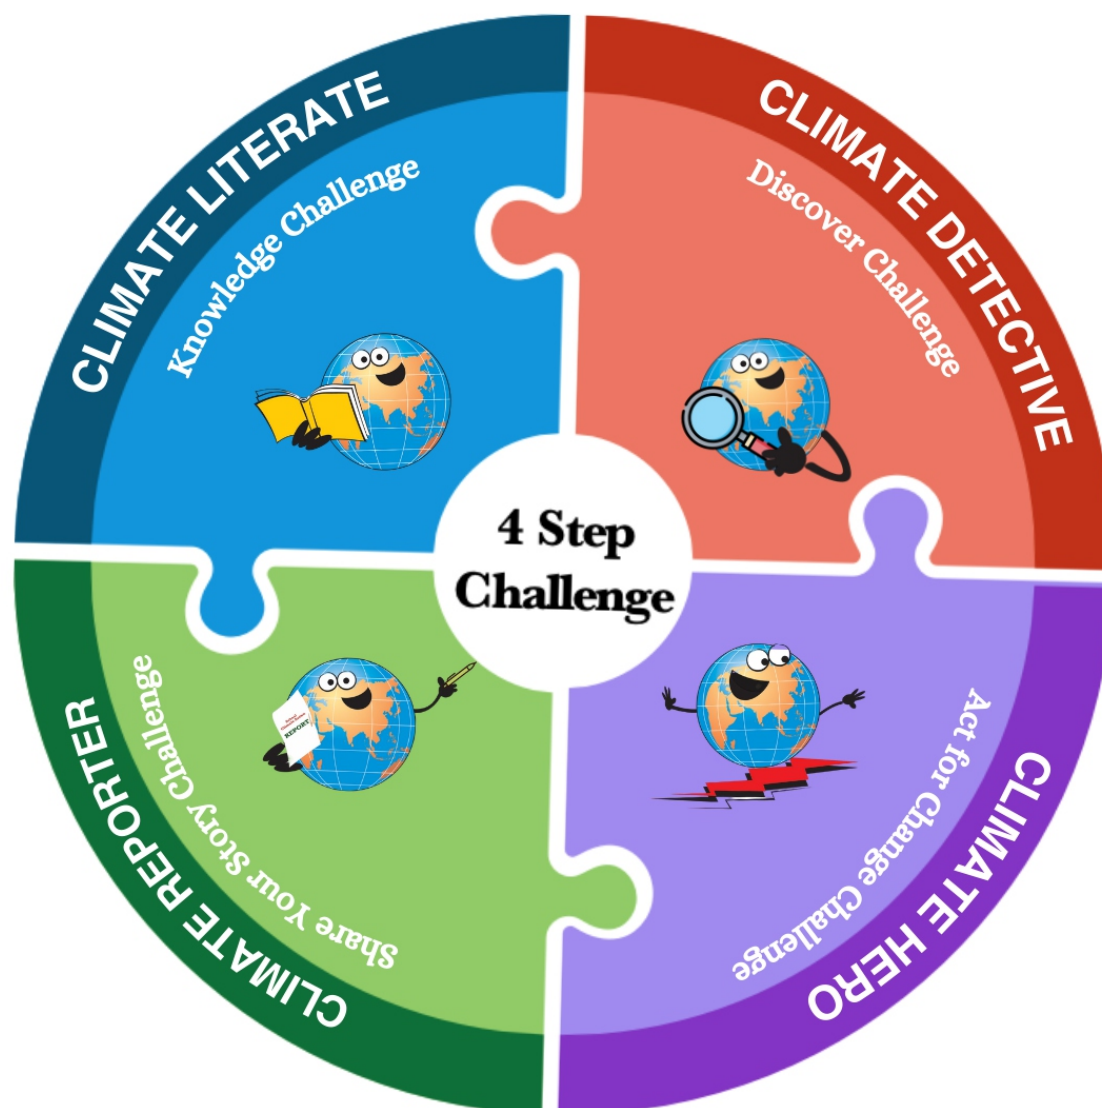 CLIMATE LITERATE
Knowledge Challenge
CLIMATE DETECTIVE
Discover Challenge
4 Step
Challenge
CLIMATE HERO
Act for Change Challenge
CLIMATE REPORTER
Share Your Story Challenge
REPORT